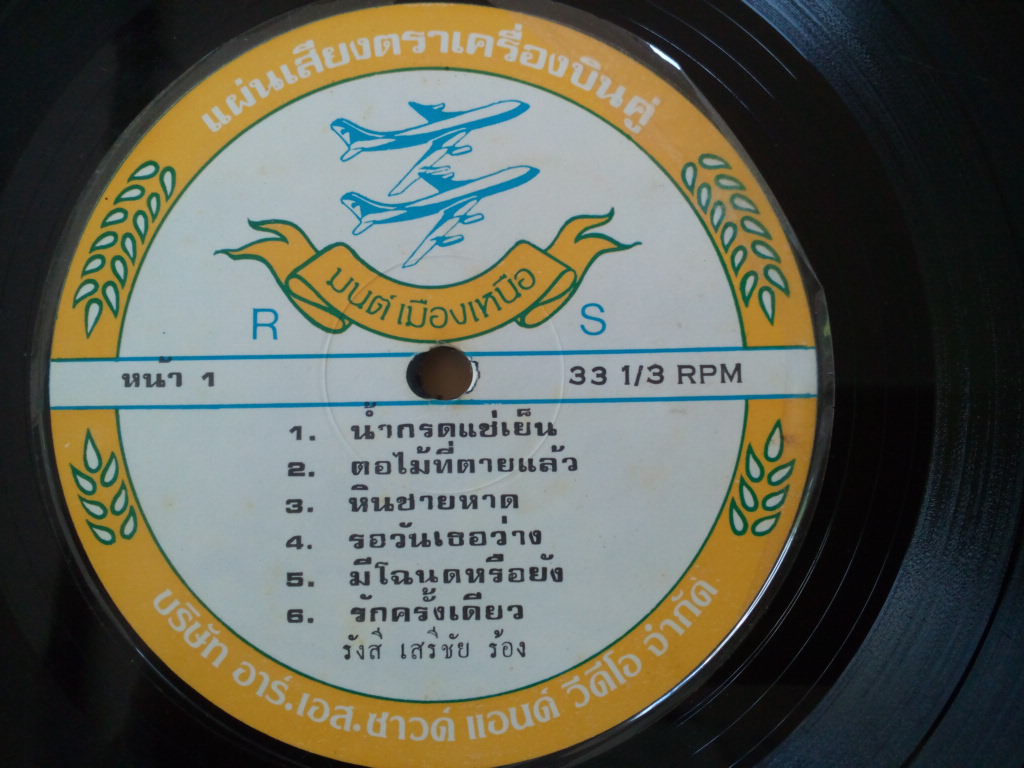 แผ่นเสียงตราเครื่องบินคู่
มนต์เมืองเหนือ
R S
หน้า 1 33 1/3 RPM
1. น้ำกรดแช่เย็น
2. ตอไม้ที่ตายแล้ว
3. หินชายหาด
4. รอวันเธอว่าง
5. มีโฉนดหรือยัง
6. รักครั้งเดียว
รังสี เสรีชัย ร้อง
บริษัท อาร์.เอส.ซาวด์ แอนด์ วีดีโอ จำกัด